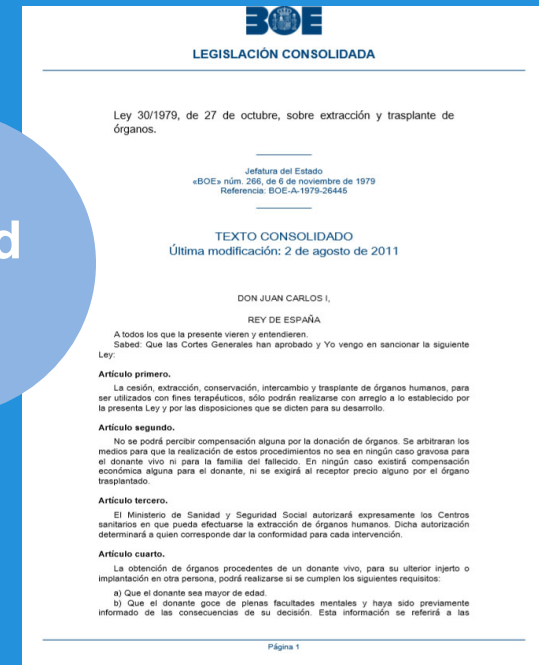 BOE
LEGISLACIÓN CONSOLIDADA
Ley 30/1979, de 27 de octubre, sobre extracción y trasplante de
órganos.
Jefatura del Estado
«BOE» núm. 266, de 6 de noviembre de 1979
Referencia: BOE-A-1979-26445
TEXTO CONSOLIDADO
Última modificación: 2 de agosto de 2011
d
DON JUAN CARLOS I,
REY DE ESPAÑA
A todos los que la presente vieren y entendieren.
Sabed: Que las Cortes Generales han aprobado y Yo vengo en sancionar la siguiente
Ley:
Artículo primero.
La cesión, extracción, conservación, intercambio y trasplante de órganos humanos, para
ser utilizados con fines terapéuticos, sólo podrán realizarse con arreglo a lo establecido por
la presenta Ley y por las disposiciones que se dicten para su desarrollo.
Artículo segundo.
No se podrá percibir compensación alguna por la donación de órganos. Se arbitraran los
medios para que la realización de estos procedimientos no sea en ningún caso gravosa para
el donante vivo ni para la familia del fallecido. En ningún caso existirá compensación
económica alguna para el donante, ni se exigirá al receptor precio alguno por el órgano
trasplantado.
Artículo tercero.
El Ministerio de Sanidad y Seguridad Social autorizará expresamente los Centros
sanitarios en que pueda efectuarse la extracción de órganos humanos. Dicha autorización
determinará a quien corresponde dar la conformidad para cada intervención.
Artículo cuarto.
La obtención de órganos procedentes de un donante vivo, para su ulterior injerto o
implantación en otra persona, podrá realizarse si se cumplen los siguientes requisitos:
a) Que el donante sea mayor de edad.
b) Que el donante goce de plenas facultades mentales y haya sido previamente
informado de las consecuencias de su decisión. Esta información se referirá a las
Página 1